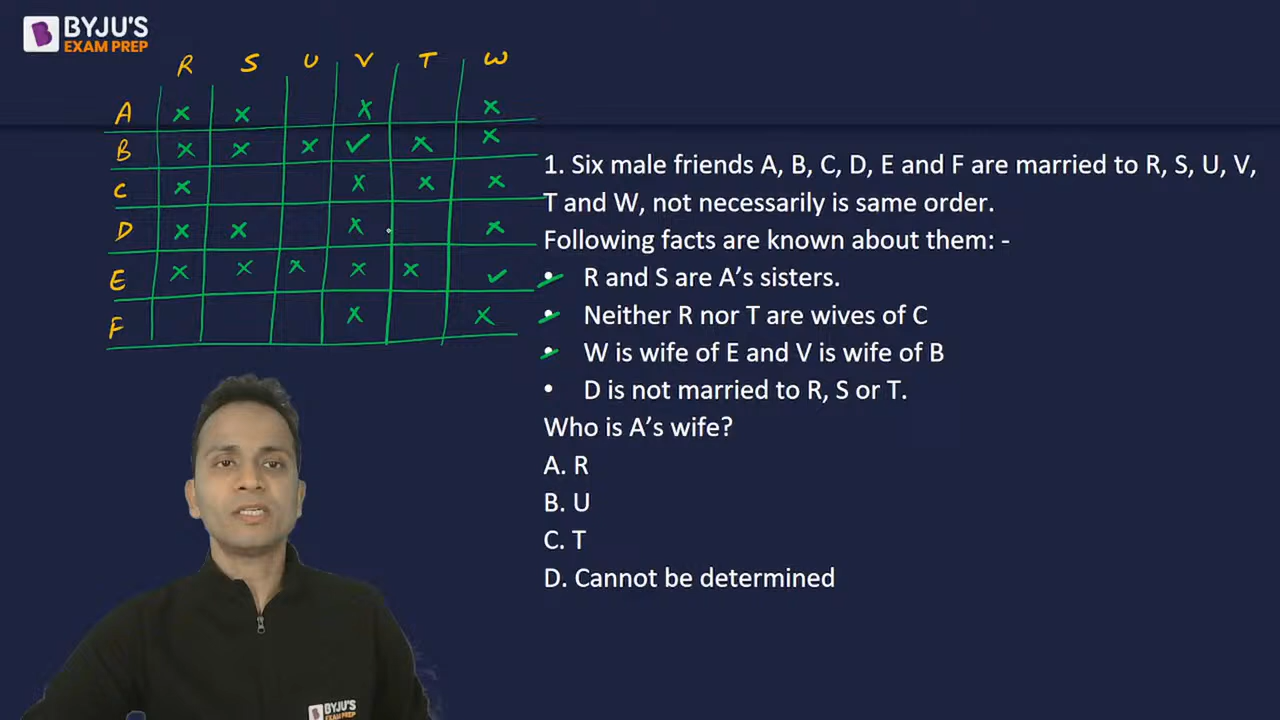 BYJU'S
EXAM PREP
R S U V T W
A x x x x
B x x x ✓ x x
C x x x x
D x x x x
E x x x x x ✓
F x x
1. Six male friends A, B, C, D, E and F are married to R, S, U, V,
T and W, not necessarily is same order.
Following facts are known about them: -
• R and S are A's sisters.
• Neither R nor T are wives of C
• W is wife of E and V is wife of B
• D is not married to R, S or T.
Who is A's wife?
A. R
B. U
C. T
D. Cannot be determined
BYJU'S
EXAM PREP